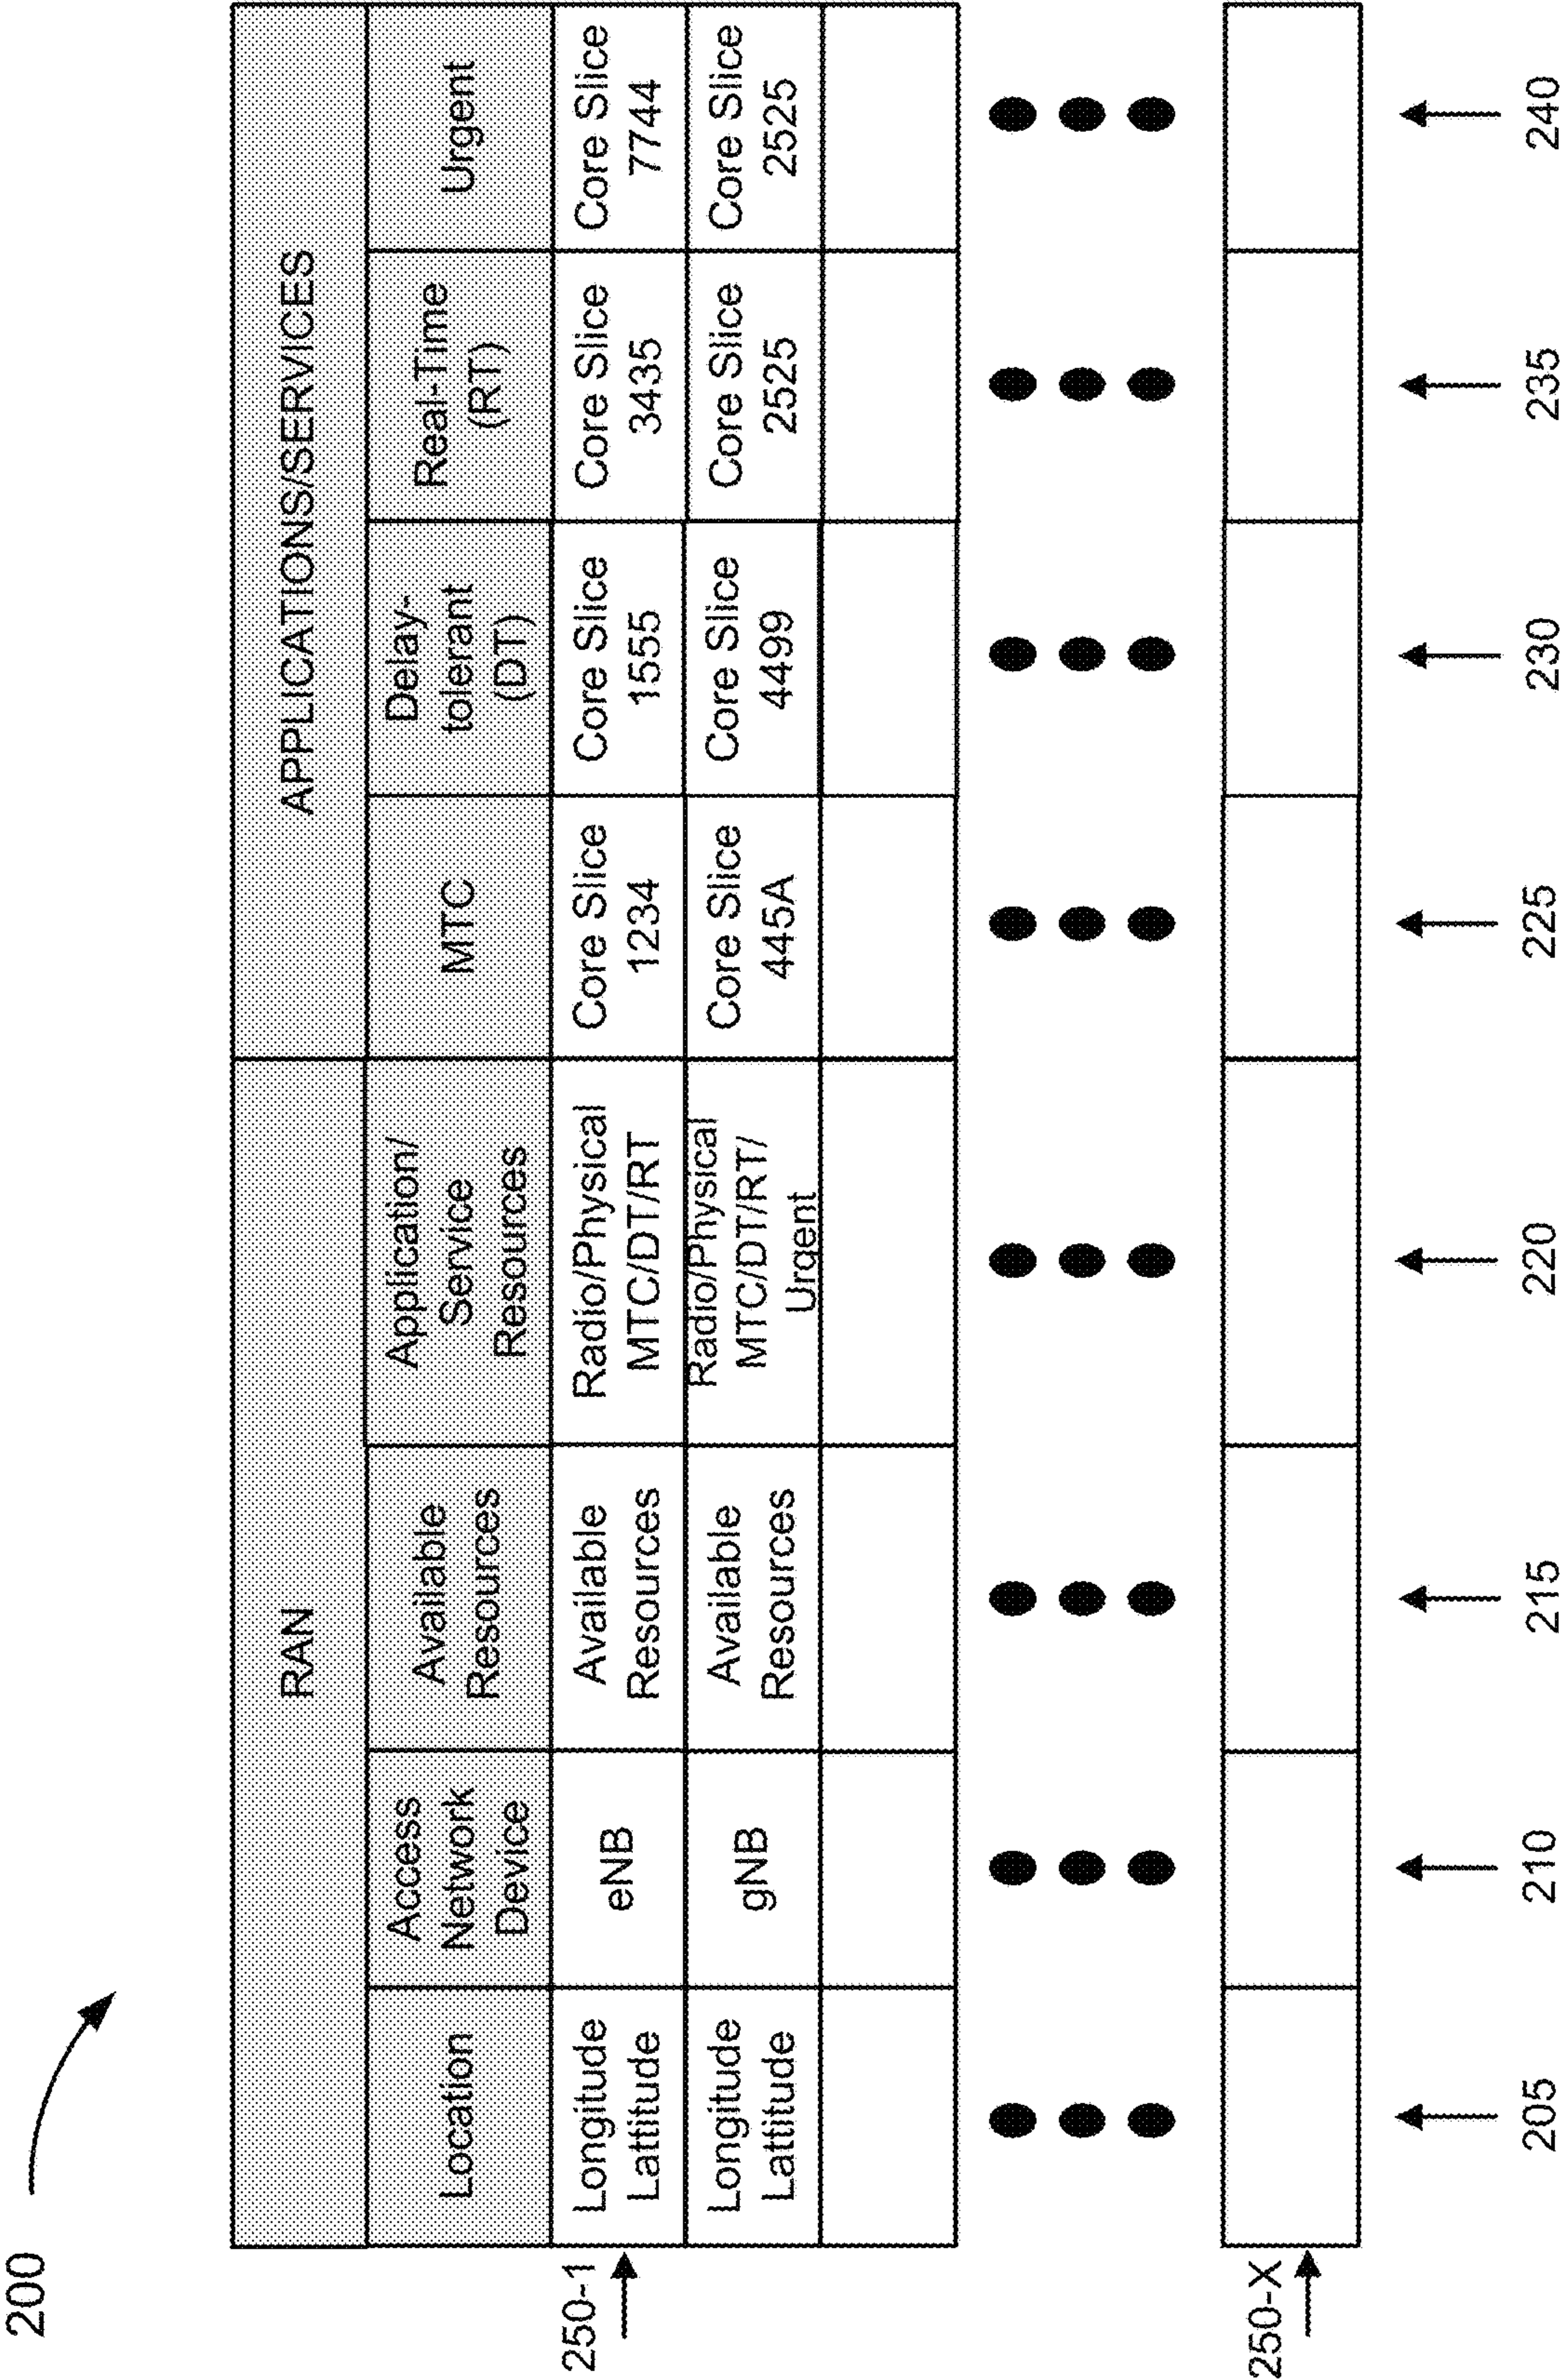 200
RAN
APPLICATIONS/SERVICES
Location
Access
Network
Device
Available
Resources
Application/
Service
Resources
MTC
Delay-
tolerant
(DT)
Real-Time
(RT)
Urgent
250-1
Longitude
Lattitude
eNB
Available
Resources
Radio/Physical
MTC/DT/RT
Core Slice
1234
Core Slice
1555
Core Slice
3435
Core Slice
7744
Longitude
Lattitude
gNB
Available
Resources
Radio/Physical
MTC/DT/RT/
Urgent
Core Slice
445A
Core Slice
4499
Core Slice
2525
Core Slice
2525
250-X
205
210
215
220
225
230
235
240